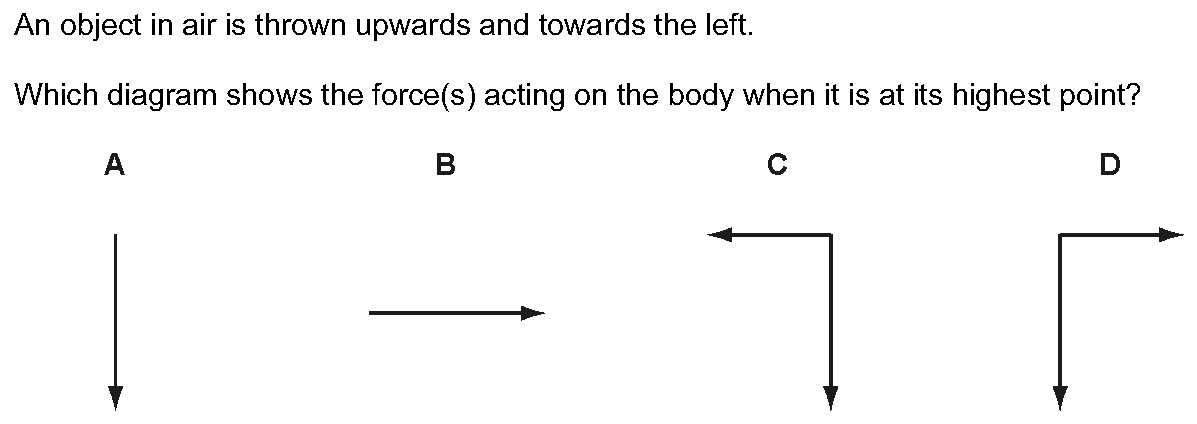 An object in air is thrown upwards and towards the left.
Which diagram shows the force(s) acting on the body when it is at its highest point?
A B C D